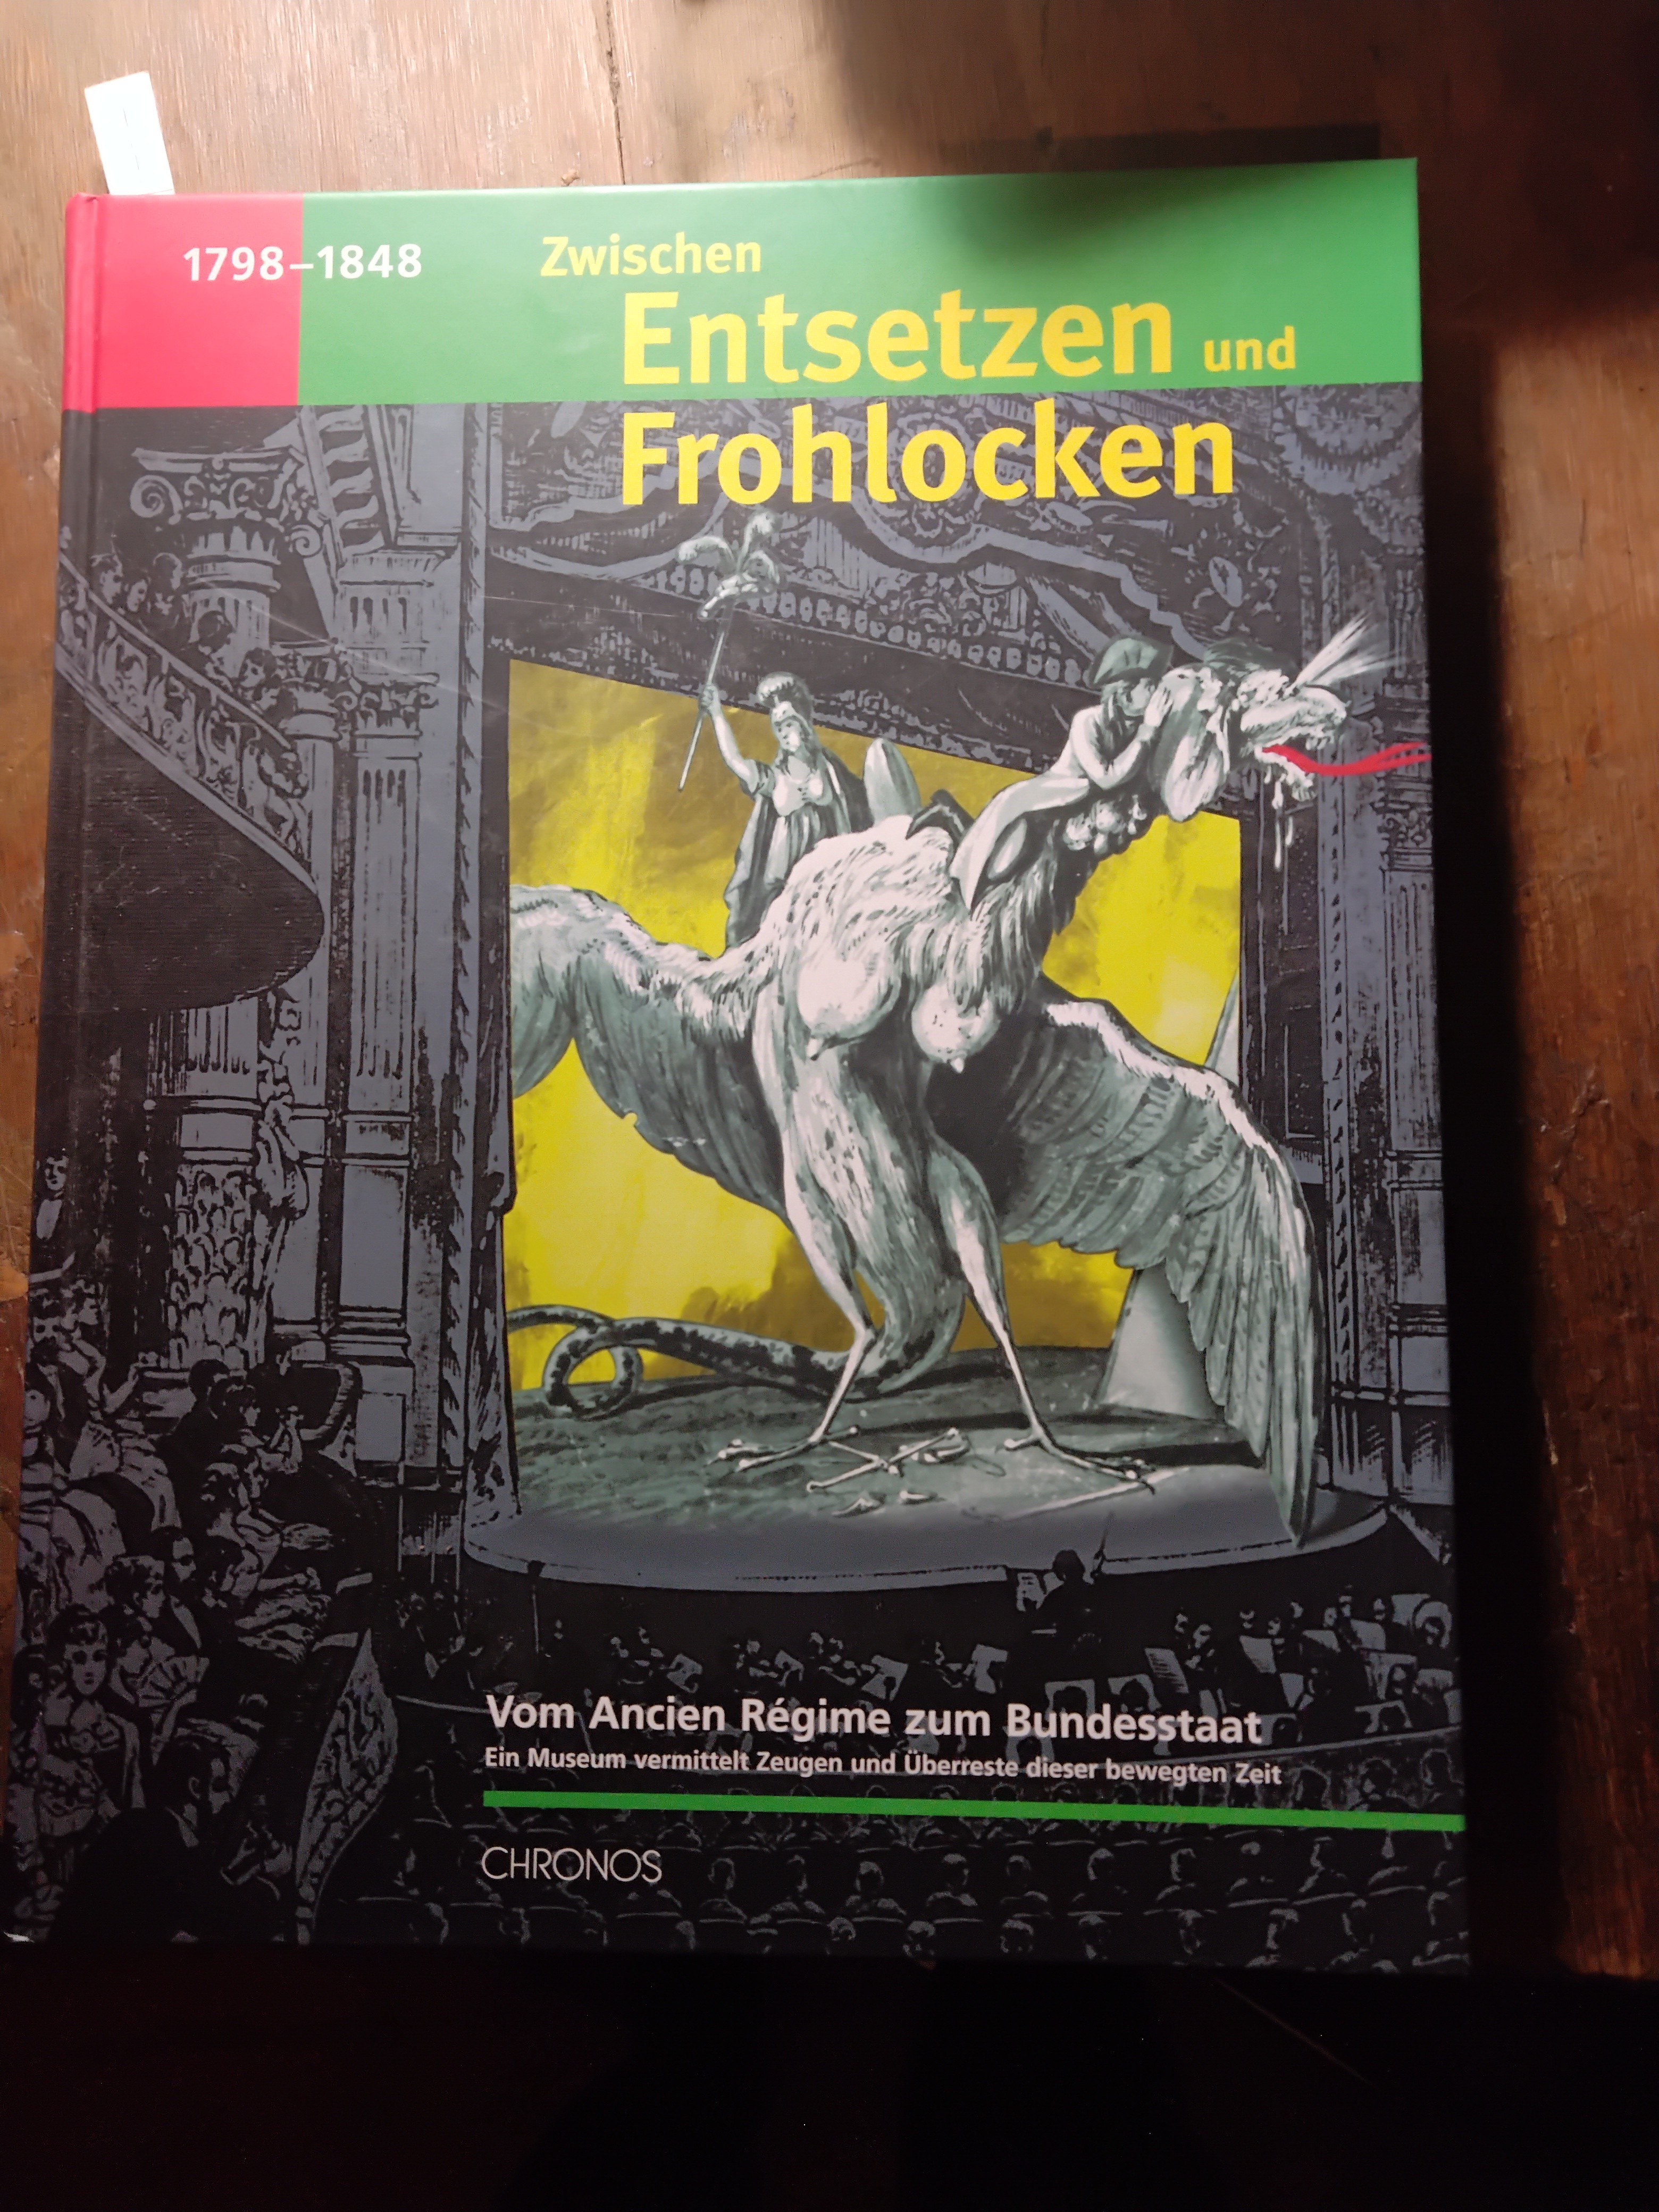 1798–1848
Zwischen
Entsetzen und
Frohlocken
Vom Ancien Régime zum Bundesstaat
Ein Museum vermittelt Zeugen und Überreste dieser bewegten Zeit
CHRONOS